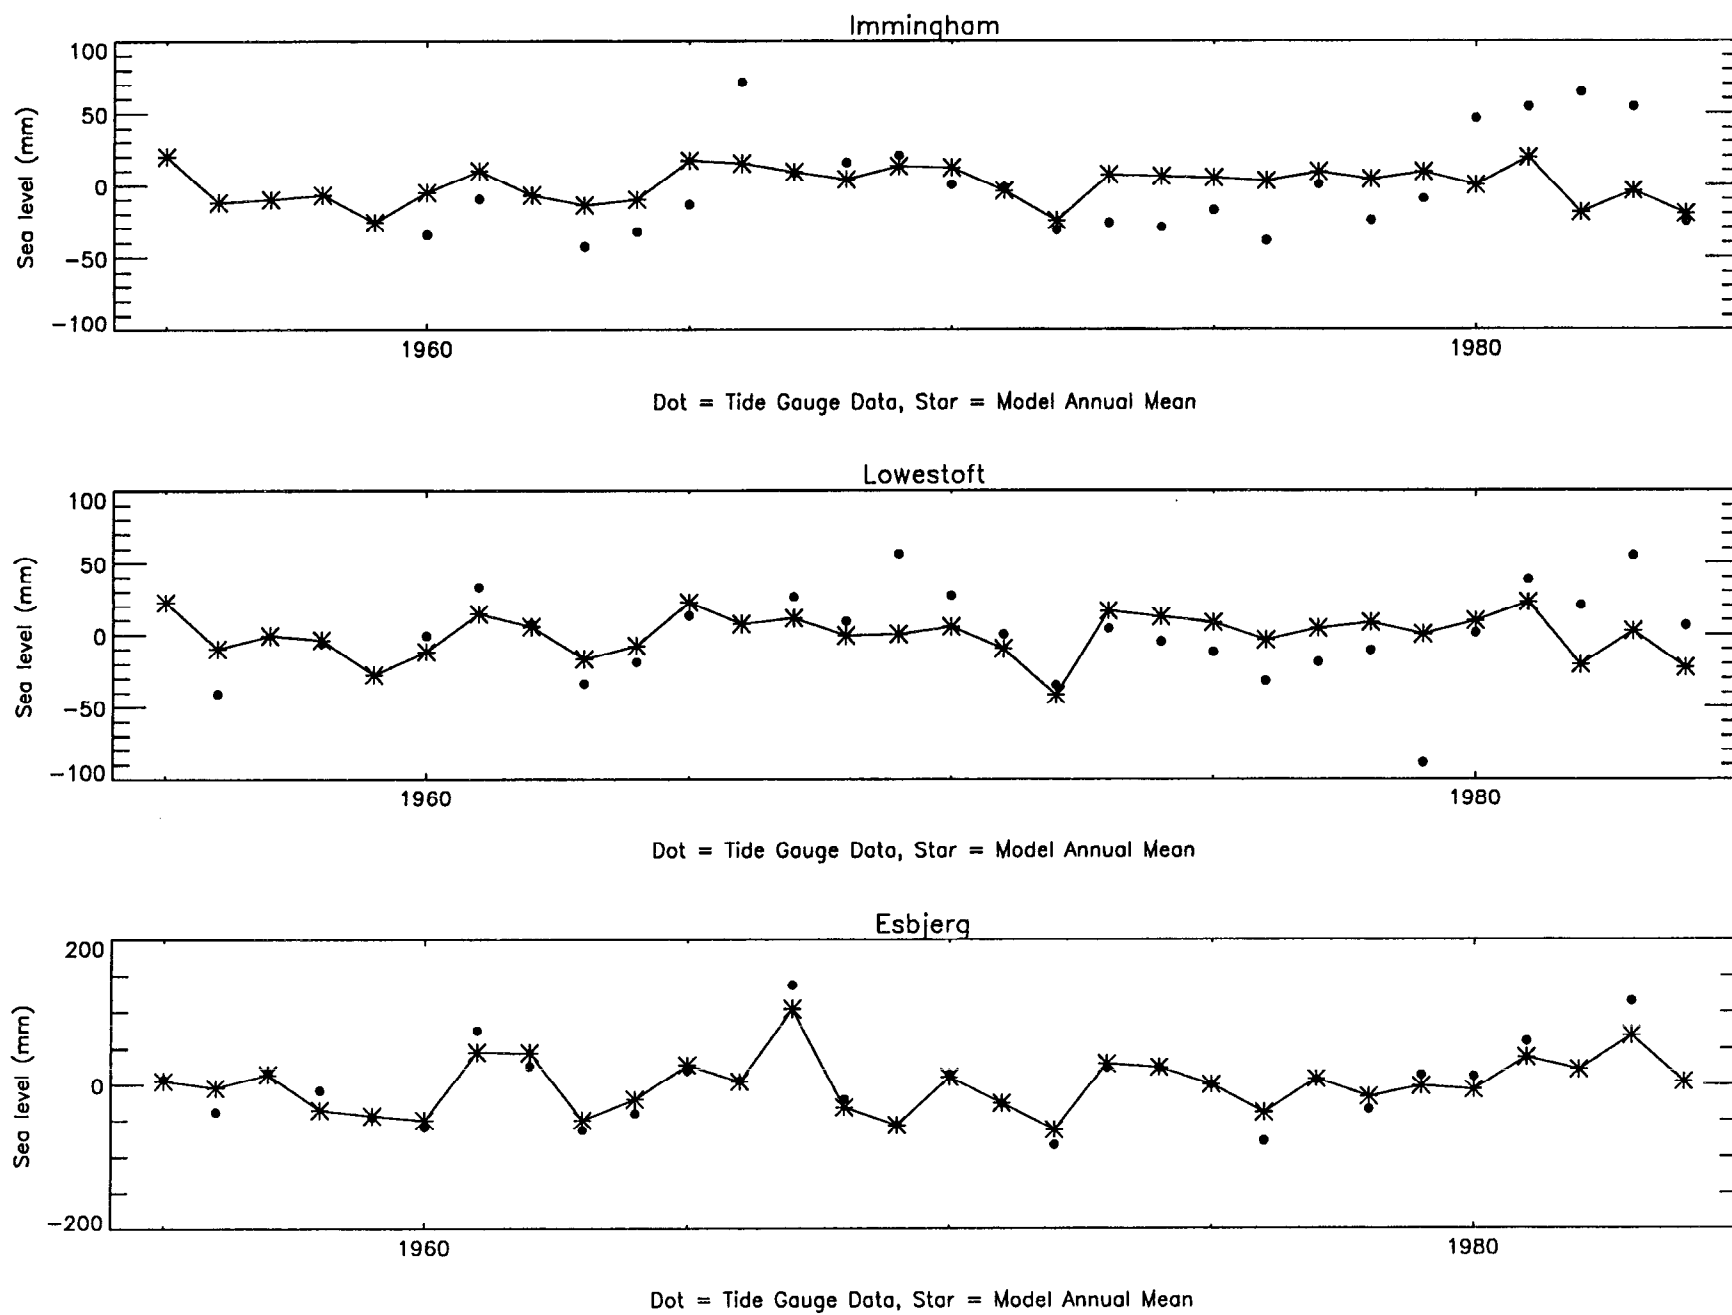 Immingham
100
50
0
−50
−100
Sea level (mm)
1960
1980
Dot = Tide Gauge Data, Star = Model Annual Mean
Lowestoft
100
50
0
−50
−100
Sea level (mm)
1960
1980
Dot = Tide Gauge Data, Star = Model Annual Mean
Esbjerg
200
0
−200
Sea level (mm)
1960
1980
Dot = Tide Gauge Data, Star = Model Annual Mean